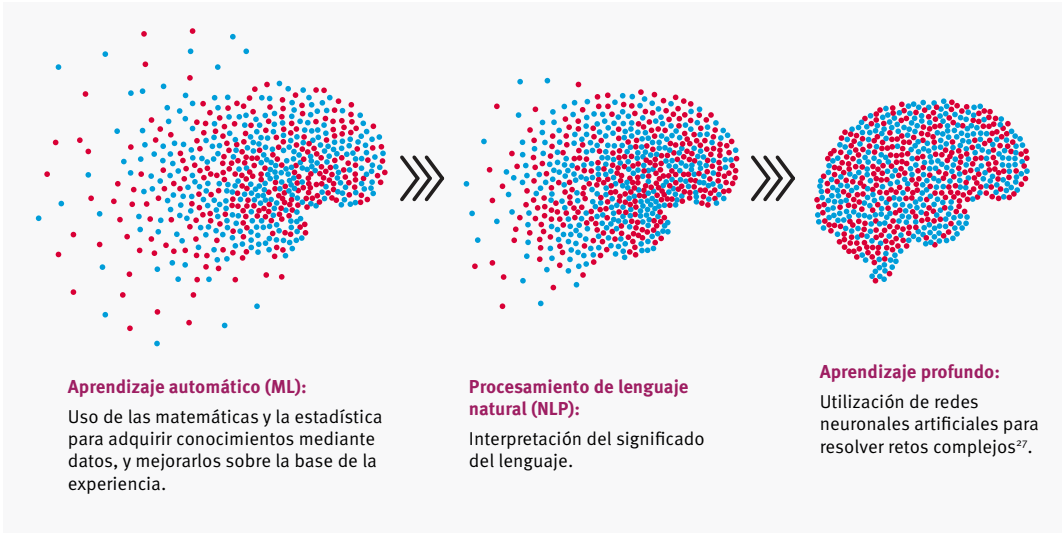 Aprendizaje automático (ML):
Uso de las matemáticas y la estadística
para adquirir conocimientos mediante
datos, y mejorarlos sobre la base de la
experiencia.
Procesamiento de lenguaje
natural (NLP):
Interpretación del significado
del lenguaje.
Aprendizaje profundo:
Utilización de redes
neuronales artificiales para
resolver retos complejos²⁷.